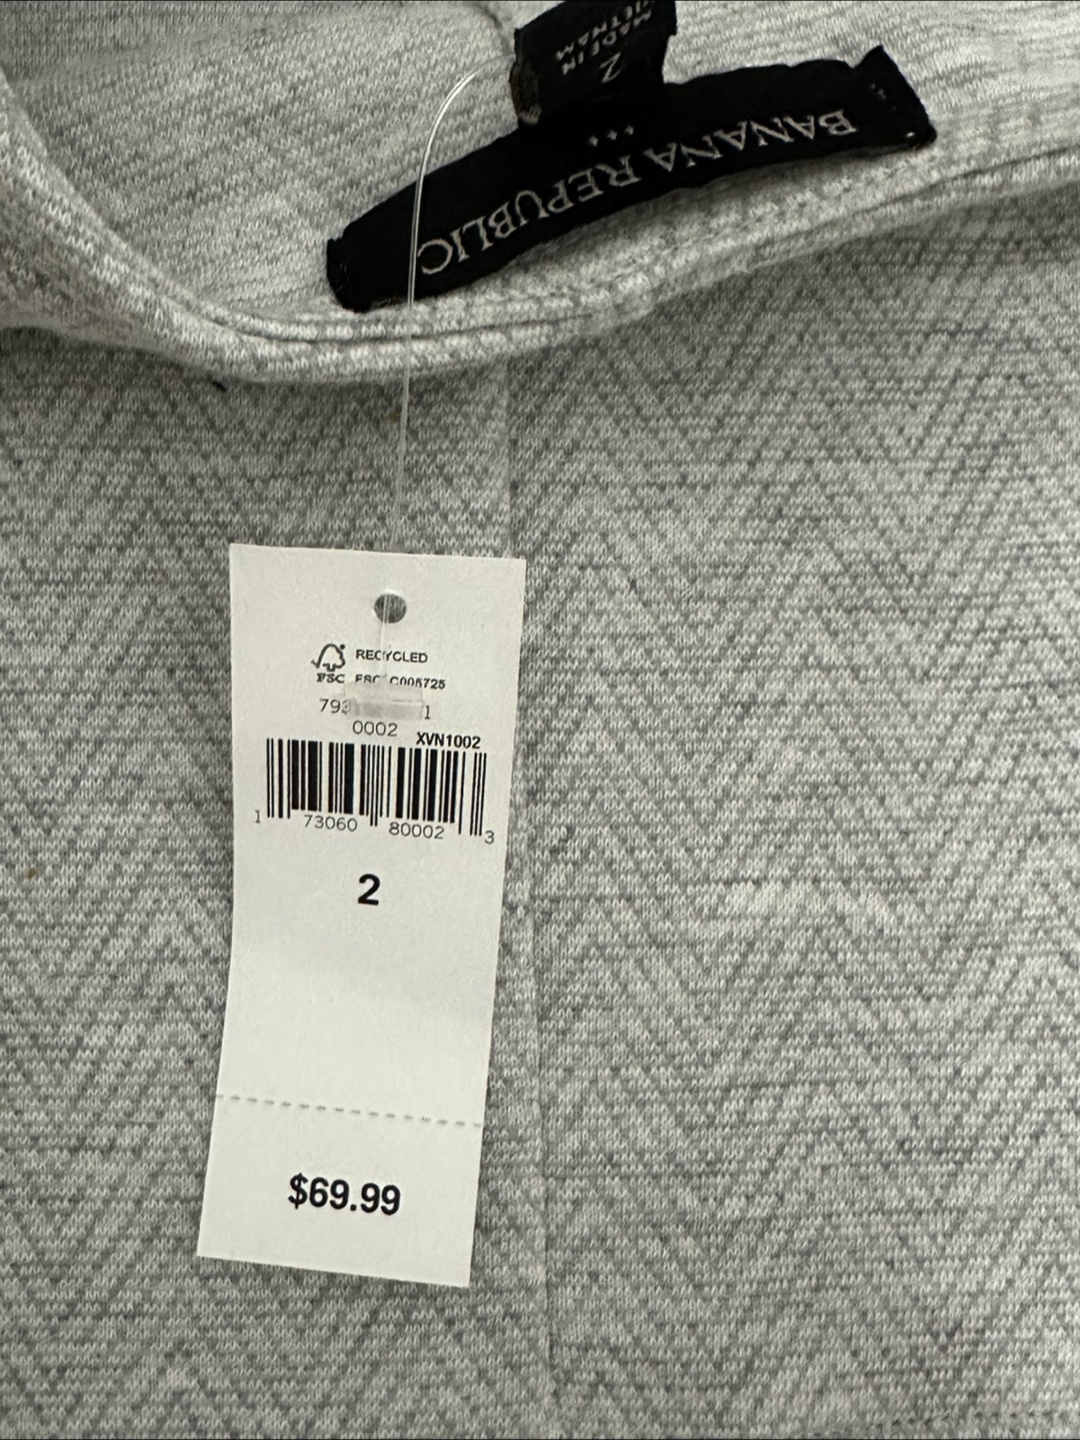 MADE IN
VIETNAM
2
BANANA REPUBLIC
RECYCLED
FSC
0002
XVN1002
1 73060 80002 3
2
$69.99